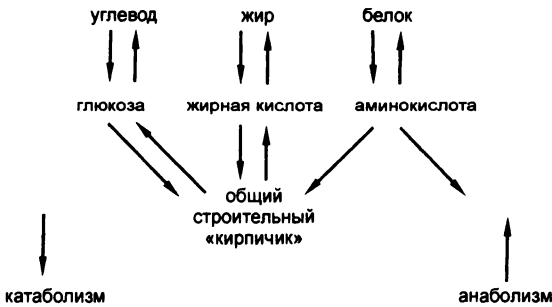 углевод жир белок
глюкоза жирная кислота аминокислота
общий
строительный
«кирпичик»
катаболизм анаболизм